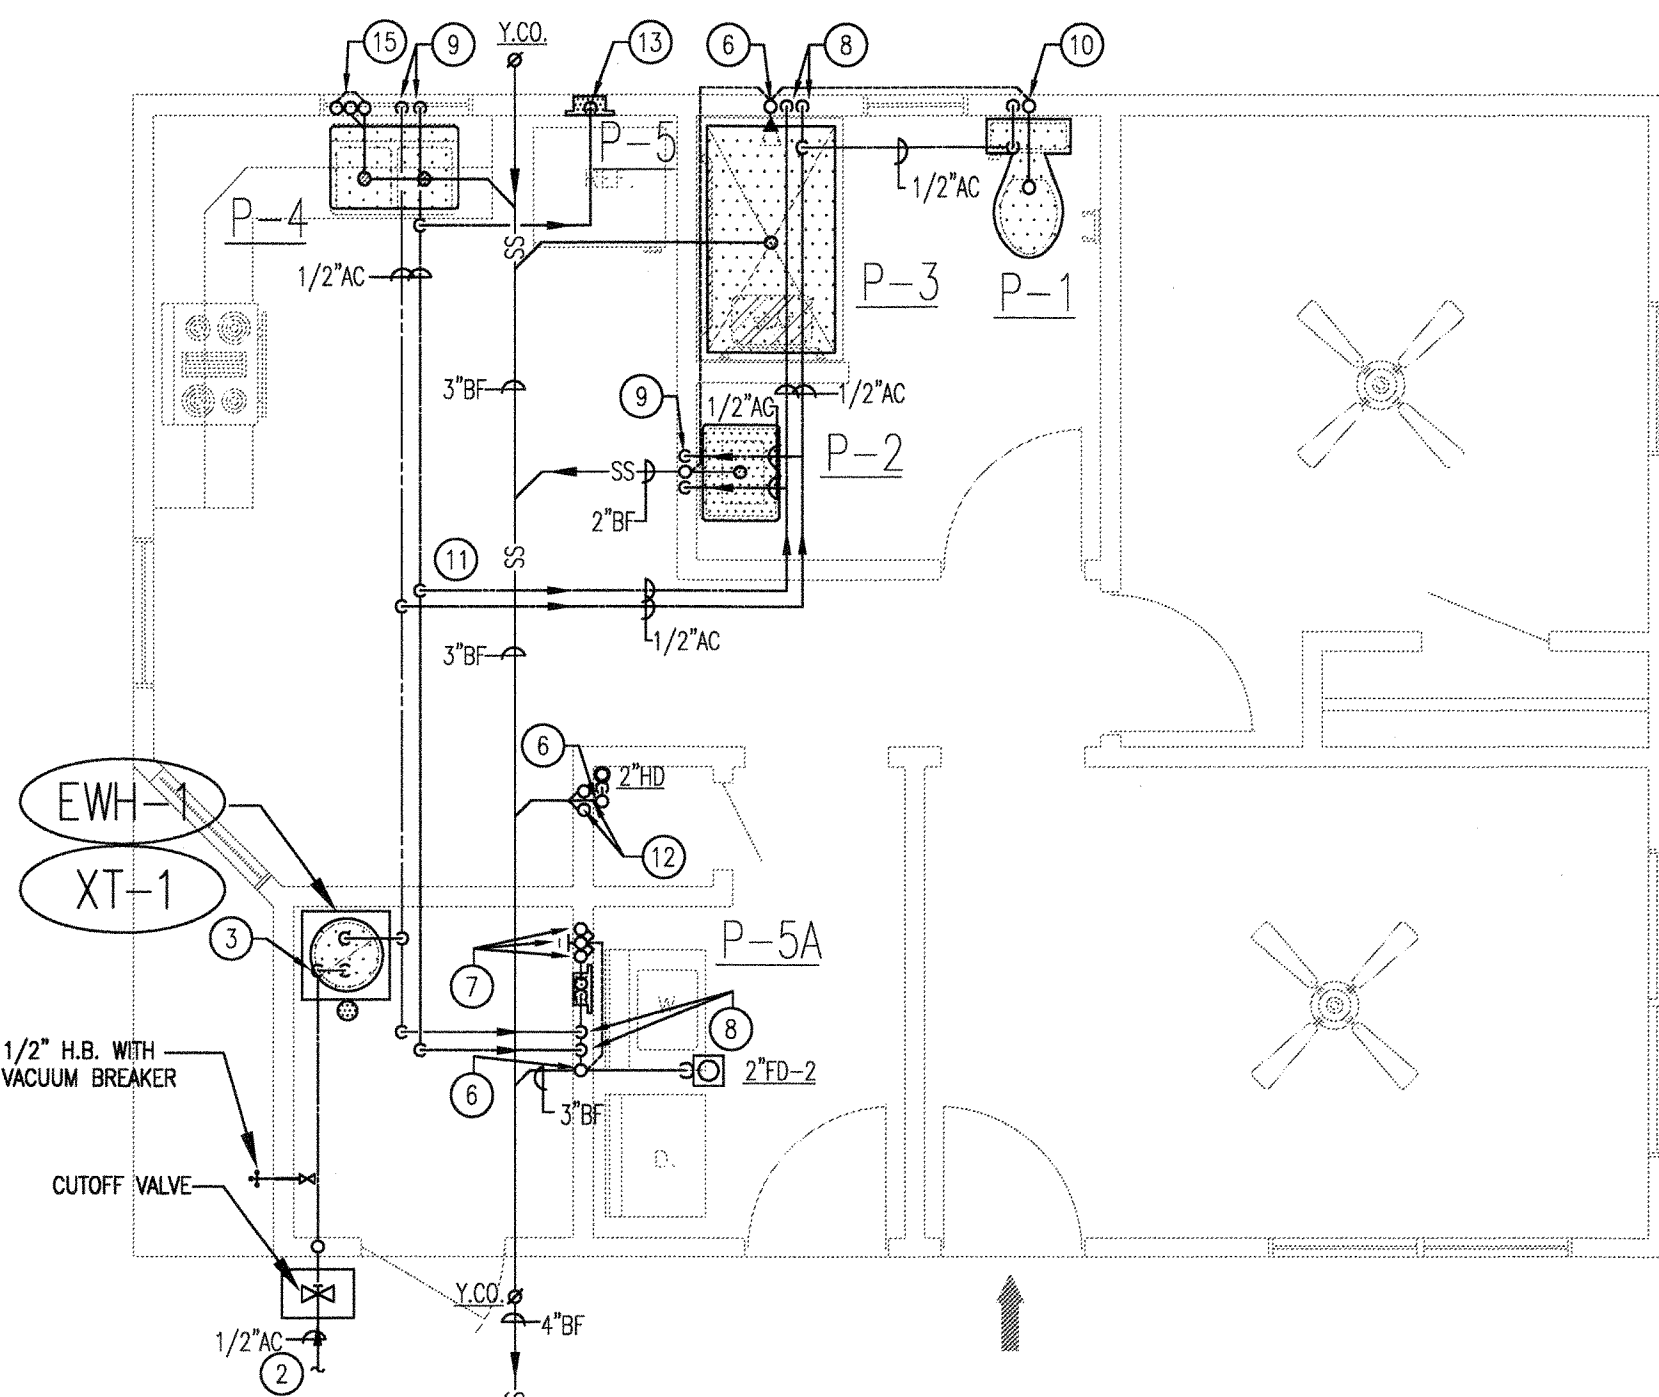 15
9
Y.CO.
13
6
8
10
P-5
REF.
1/2"AC
P-4
SS
P-3
P-1
1/2"AC
3"BF
9
1/2"AC
1/2"AC
P-2
SS
2"BF
11
SS
1/2"AC
3"BF
6
2"HD
EWH-1
12
XT-1
3
P-5A
7
W
8
1/2" H.B. WITH
VACUUM BREAKER
6
2"FD-2
3"BF
D.
CUTOFF VALVE
Y.CO.
4"BF
1/2"AC
2